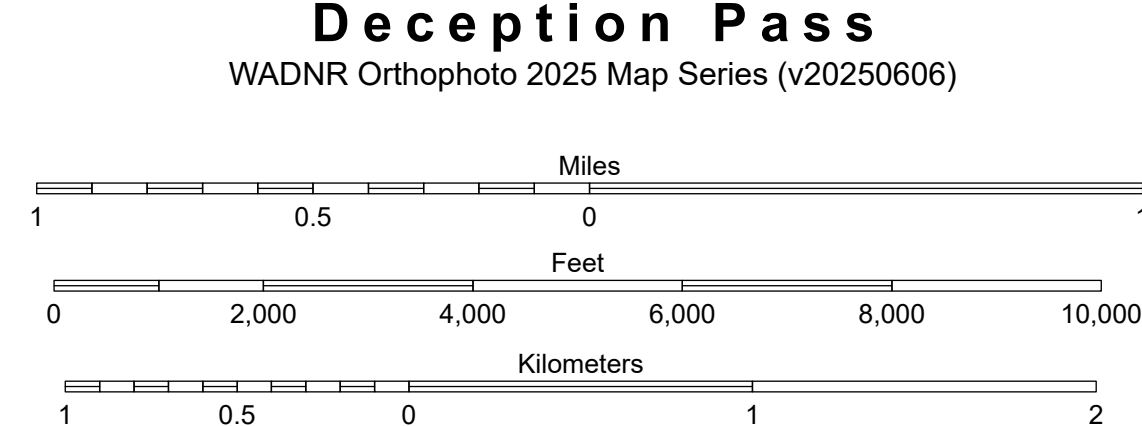 Deception Pass
WADNR Orthophoto 2025 Map Series (v20250606)
Miles
1 0.5 0 1
Feet
0 2,000 4,000 6,000 8,000 10,000
Kilometers
1 0.5 0 1 2